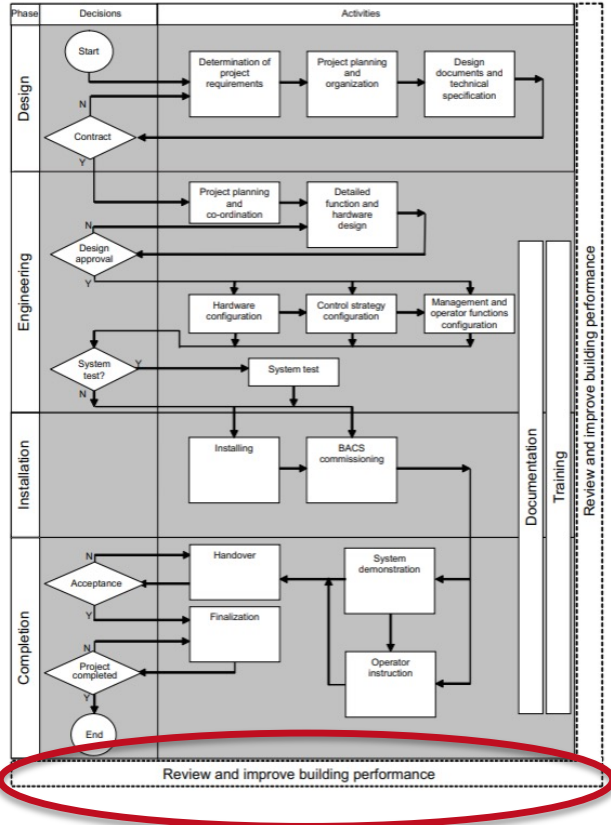 Phase
Decisions
Activities
Design
Start
Determination of
project
requirements
Project planning
and
organization
Design
documents and
technical
specification
N
Contract
Y
Engineering
Project planning
and
co-ordination
Detailed
function and
hardware
design
N
Design
approval
Y
Hardware
configuration
Control strategy
configuration
Management and
operator functions
configuration
System
test?
Y
System test
N
Installation
Installing
BACS
commissioning
Completion
N
Handover
System
demonstration
Acceptance
Y
Finalization
N
Project
completed
Operator
instruction
Y
End
Documentation
Training
Review and improve building performance
Review and improve building performance